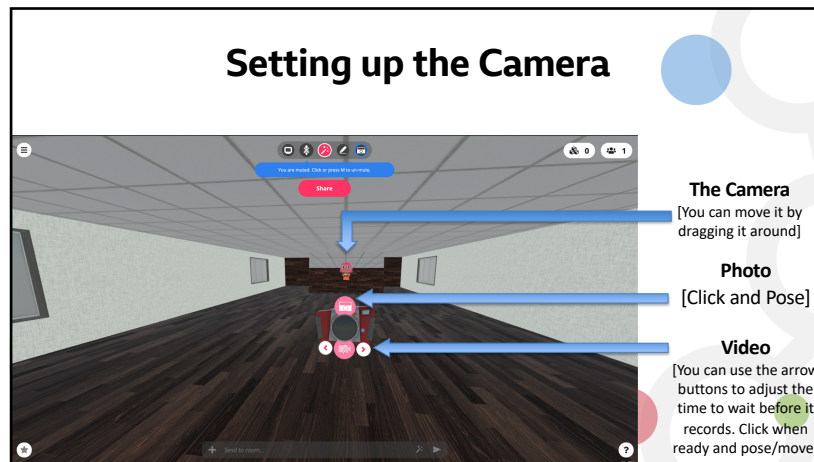 Setting up the Camera
0
1
You are muted. Click or press M to un-mute.
Share
The Camera
[You can move it by
dragging it around]
Photo
[Click and Pose]
Video
[You can use the arrow
buttons to adjust the
time to wait before it
records. Click when
ready and pose/move
Send to room...
?